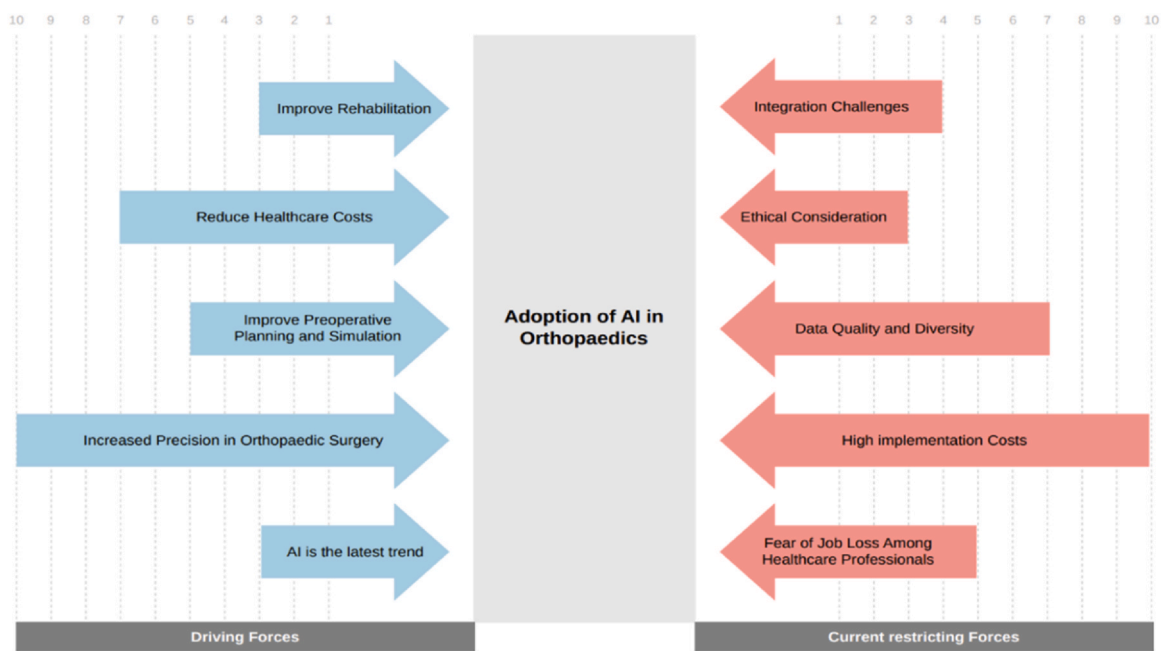 10 9 8 7 6 5 4 3 2 1
1 2 3 4 5 6 7 8 9 10
Improve Rehabilitation
Integration Challenges
Reduce Healthcare Costs
Ethical Consideration
Improve Preoperative
Planning and Simulation
Adoption of AI in
Orthopaedics
Data Quality and Diversity
Increased Precision in Orthopaedic Surgery
High implementation Costs
AI is the latest trend
Fear of Job Loss Among
Healthcare Professionals
Driving Forces
Current restricting Forces